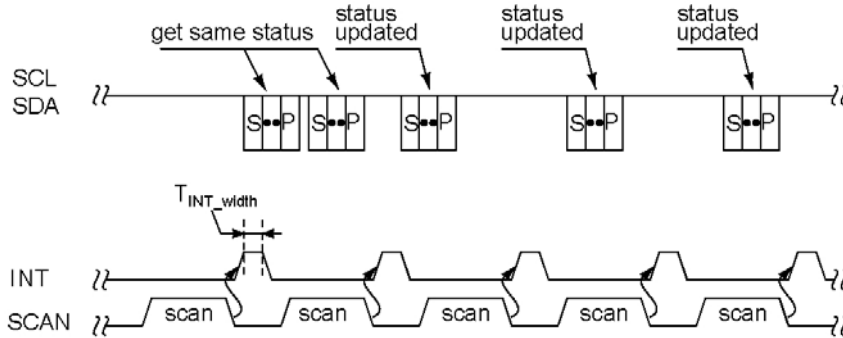 get same status
status
updated
status
updated
status
updated
SCL
SDA
S••P S••P S••P S••P S••P
TINT_width
INT
SCAN
scan scan scan scan scan